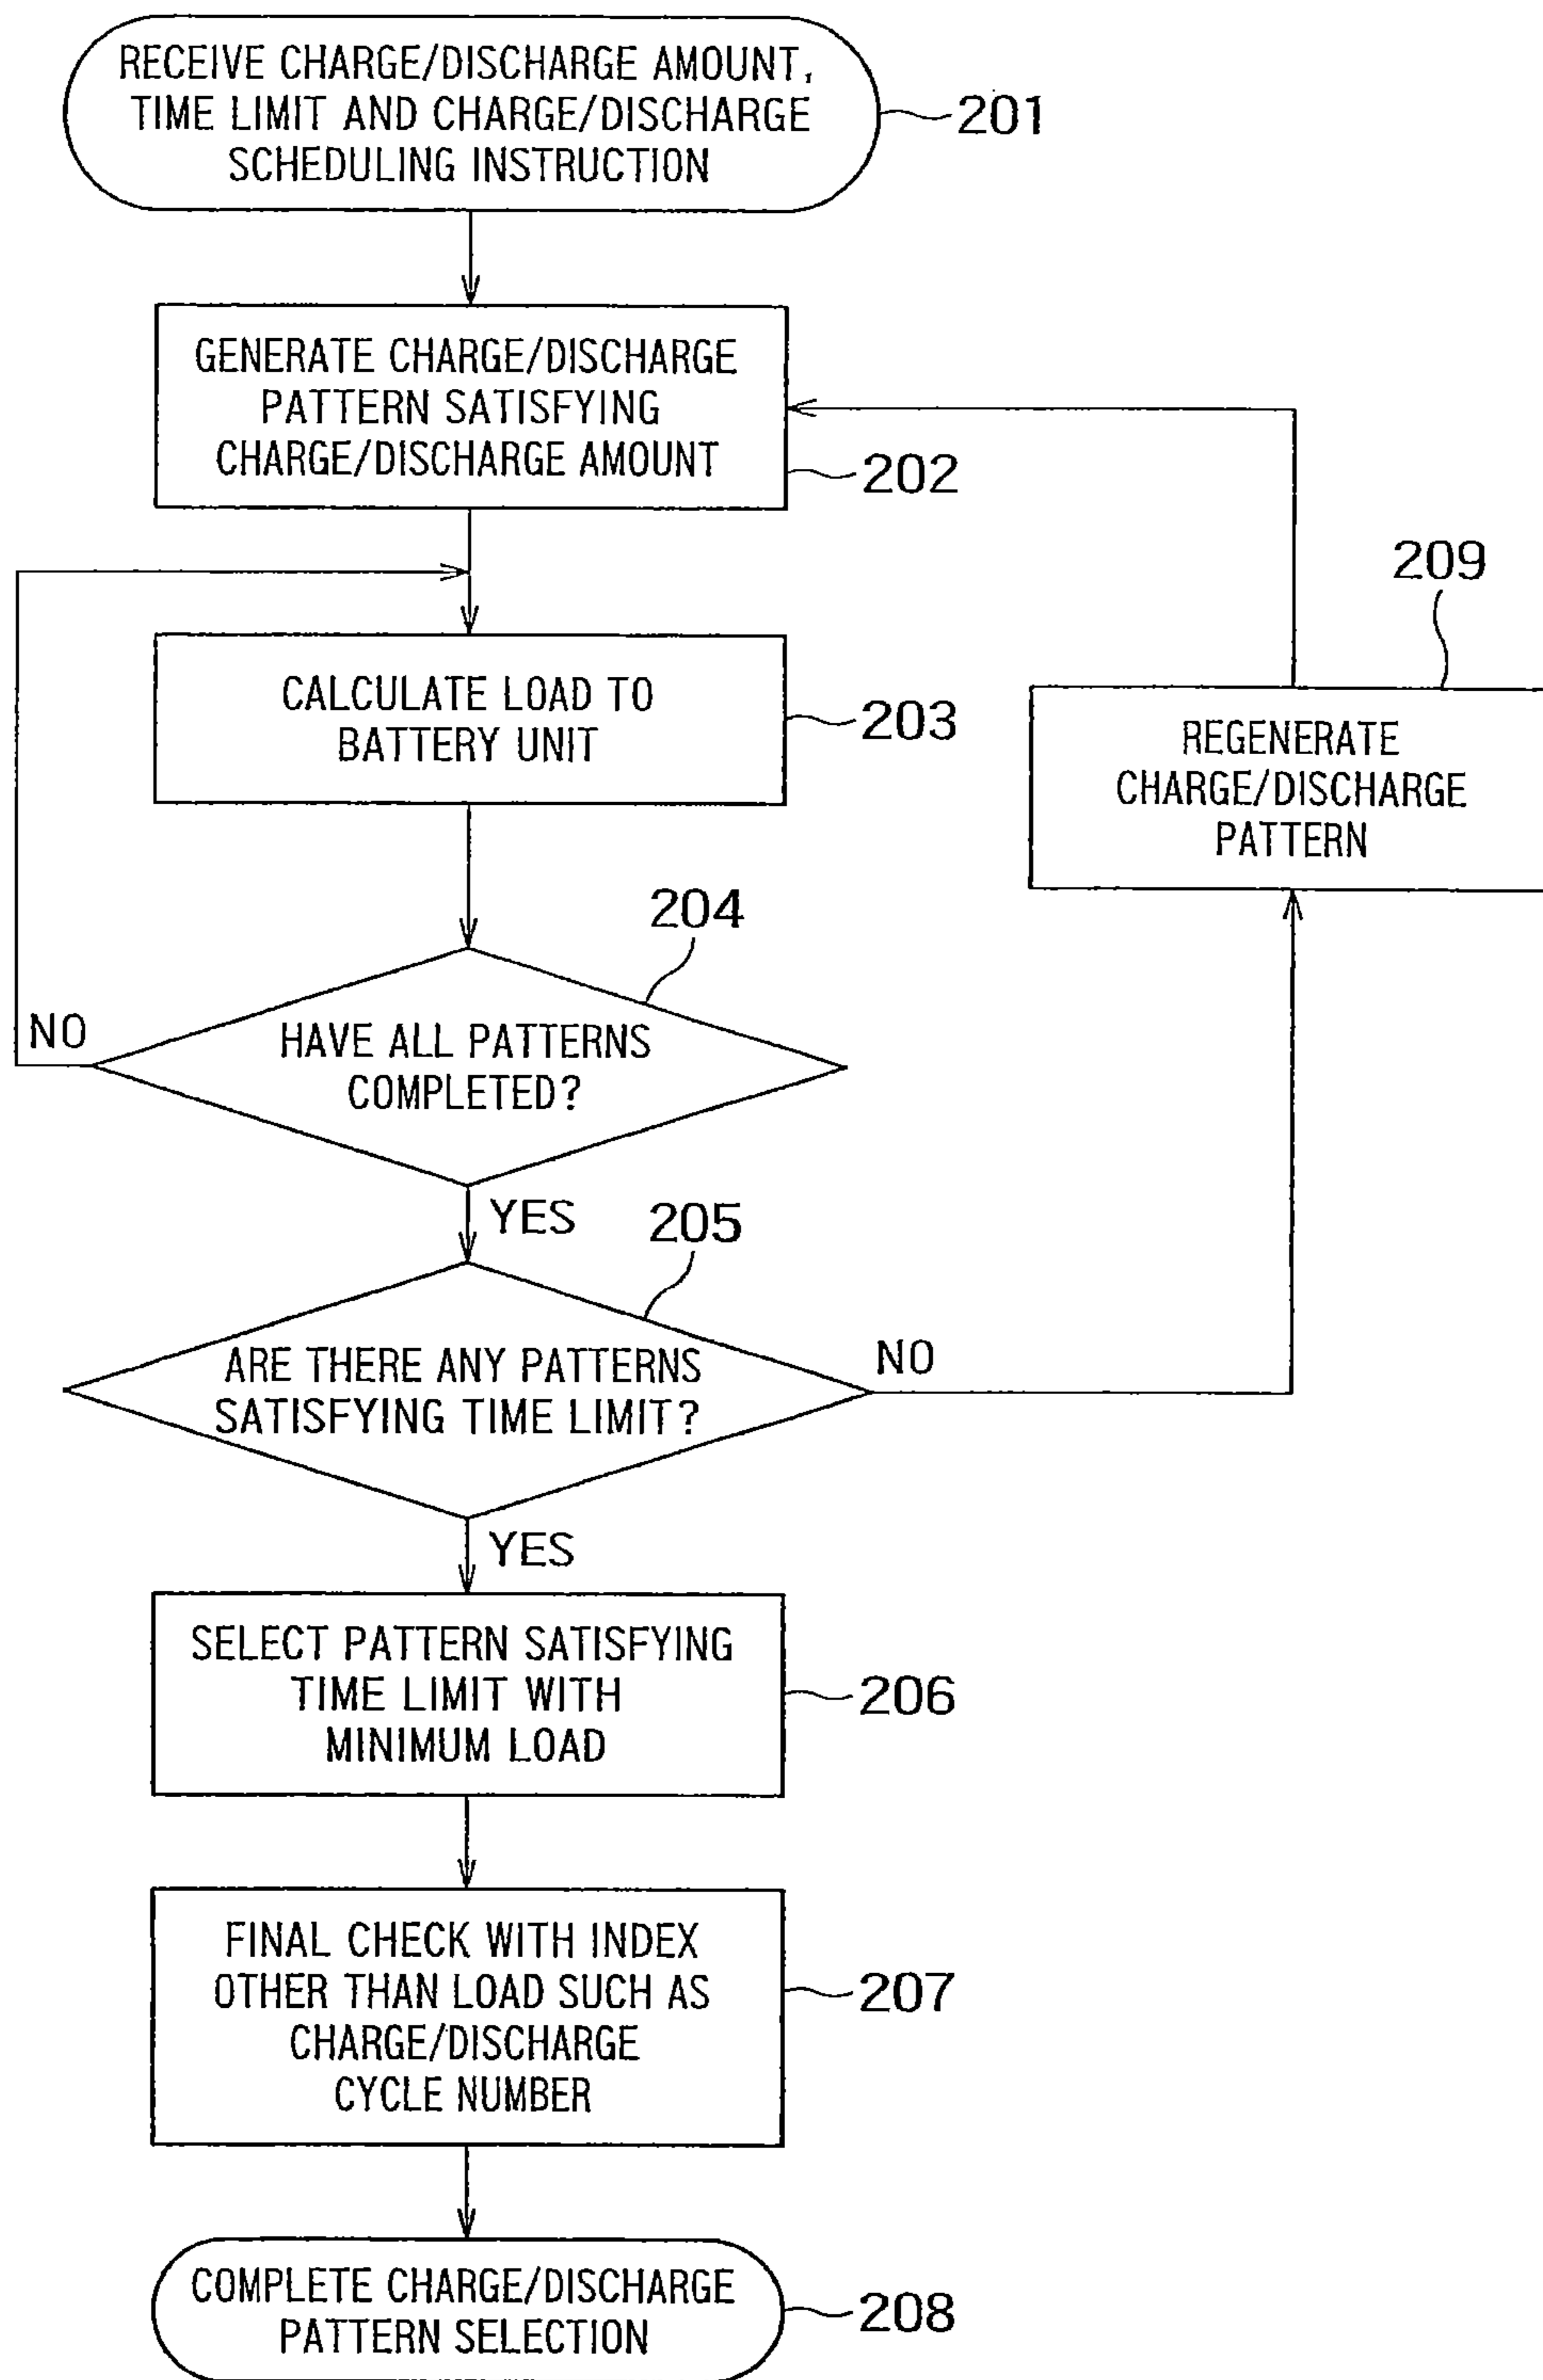 RECEIVE CHARGE/DISCHARGE AMOUNT,
TIME LIMIT AND CHARGE/DISCHARGE
SCHEDULING INSTRUCTION
201
GENERATE CHARGE/DISCHARGE
PATTERN SATISFYING
CHARGE/DISCHARGE AMOUNT
202
209
CALCULATE LOAD TO
BATTERY UNIT
203
REGENERATE
CHARGE/DISCHARGE
PATTERN
204
NO
HAVE ALL PATTERNS
COMPLETED?
YES
205
ARE THERE ANY PATTERNS
SATISFYING TIME LIMIT?
NO
YES
SELECT PATTERN SATISFYING
TIME LIMIT WITH
MINIMUM LOAD
206
FINAL CHECK WITH INDEX
OTHER THAN LOAD SUCH AS
CHARGE/DISCHARGE
CYCLE NUMBER
207
COMPLETE CHARGE/DISCHARGE
PATTERN SELECTION
208